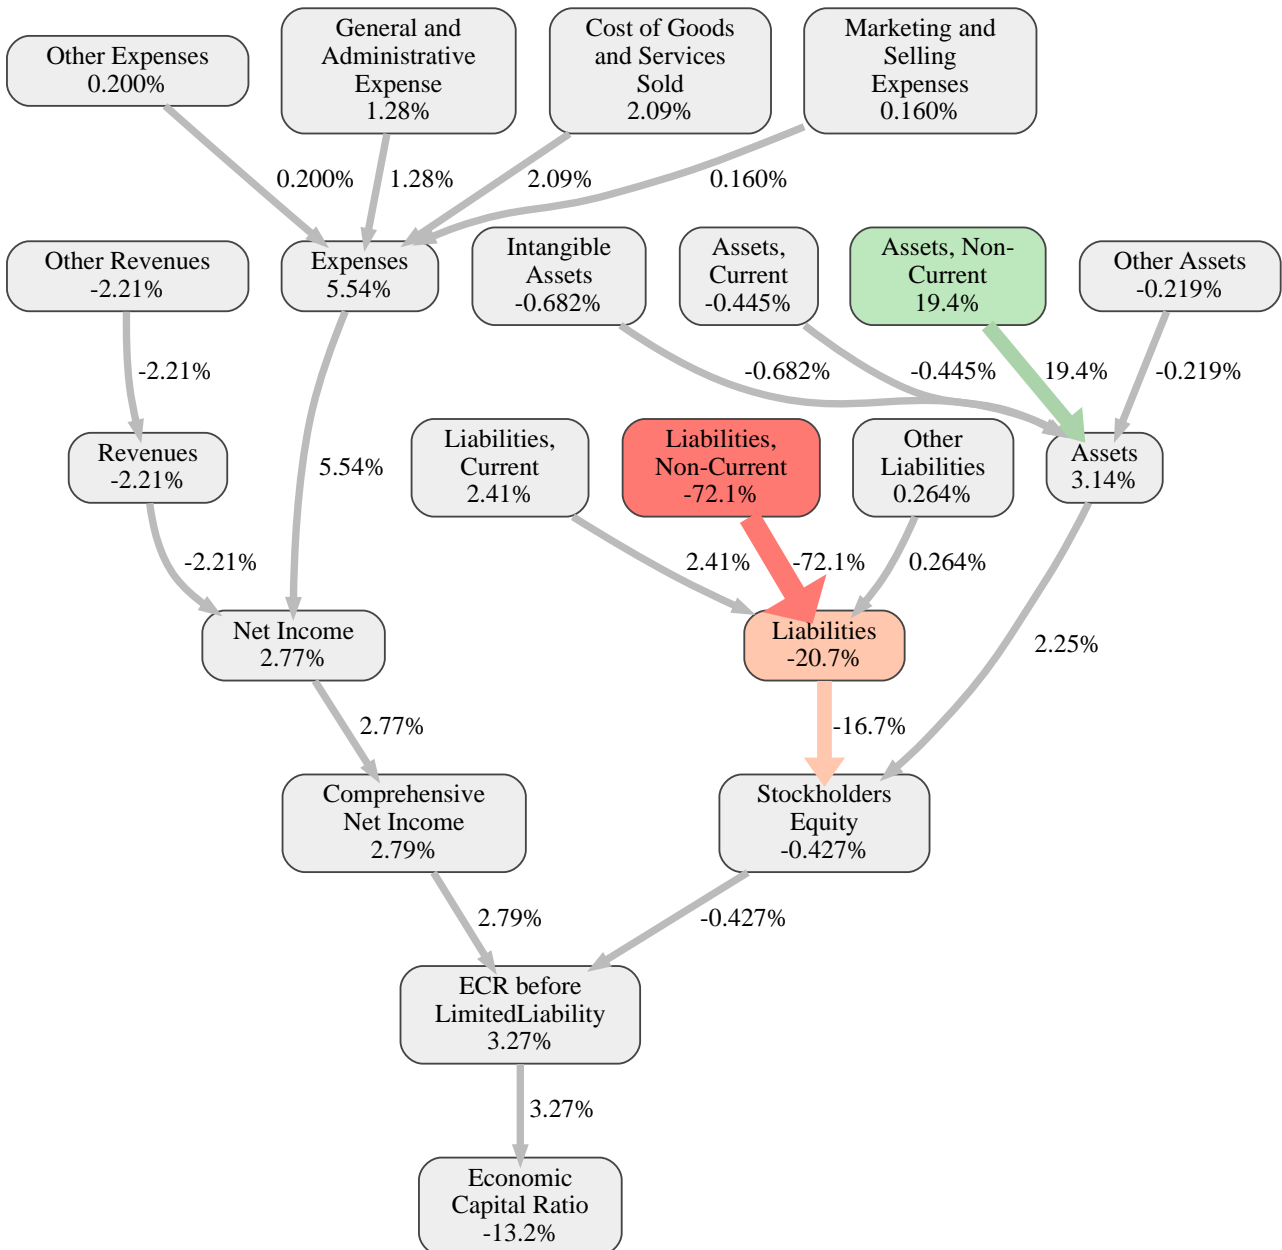 Other Expenses
0.200%
General and
Administrative
Expense
1.28%
Cost of Goods
and Services
Sold
2.09%
Marketing and
Selling
Expenses
0.160%
0.200%
1.28%
2.09%
0.160%
Other Revenues
-2.21%
Expenses
5.54%
Intangible
Assets
-0.682%
Assets,
Current
-0.445%
Assets, Non-
Current
19.4%
Other Assets
-0.219%
-2.21%
5.54%
-0.682%
-0.445%
19.4%
-0.219%
Revenues
-2.21%
Liabilities,
Current
2.41%
Liabilities,
Non-Current
-72.1%
Other
Liabilities
0.264%
Assets
3.14%
-2.21%
2.41%
-72.1%
0.264%
2.25%
Net Income
2.77%
Liabilities
-20.7%
2.77%
-16.7%
Comprehensive
Net Income
2.79%
Stockholders
Equity
-0.427%
2.79%
-0.427%
ECR before
LimitedLiability
3.27%
3.27%
Economic
Capital Ratio
-13.2%